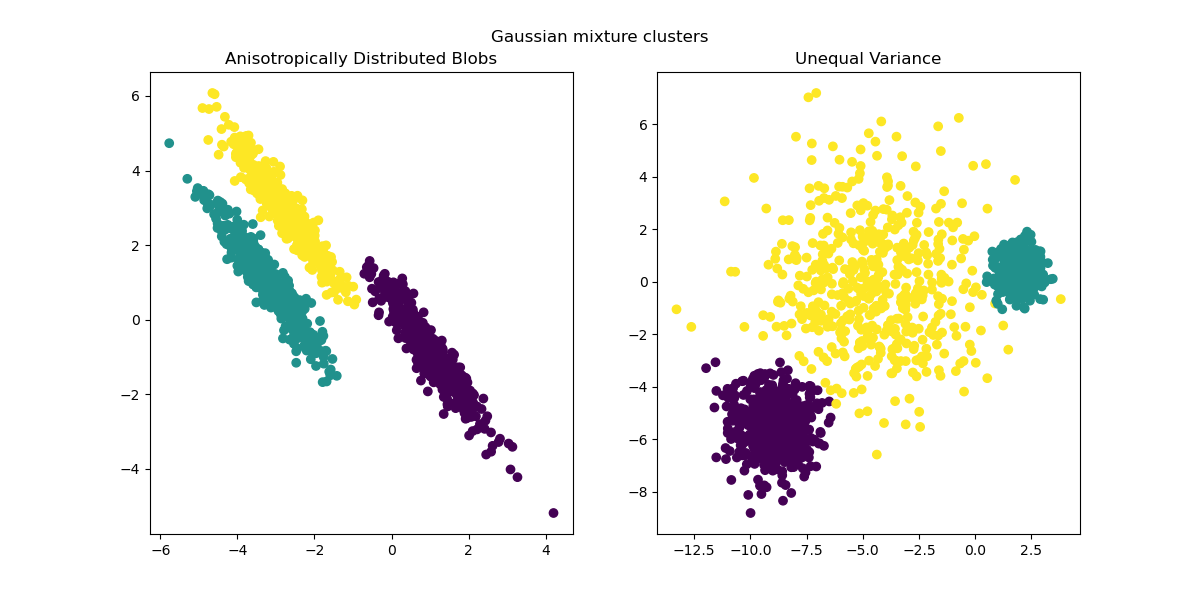 Gaussian mixture clusters
Anisotropically Distributed Blobs
6
4
2
0
−2
−4
−6 −4 −2 0 2 4
Unequal Variance
6
4
2
0
−2
−4
−6
−8
−12.5 −10.0 −7.5 −5.0 −2.5 0.0 2.5